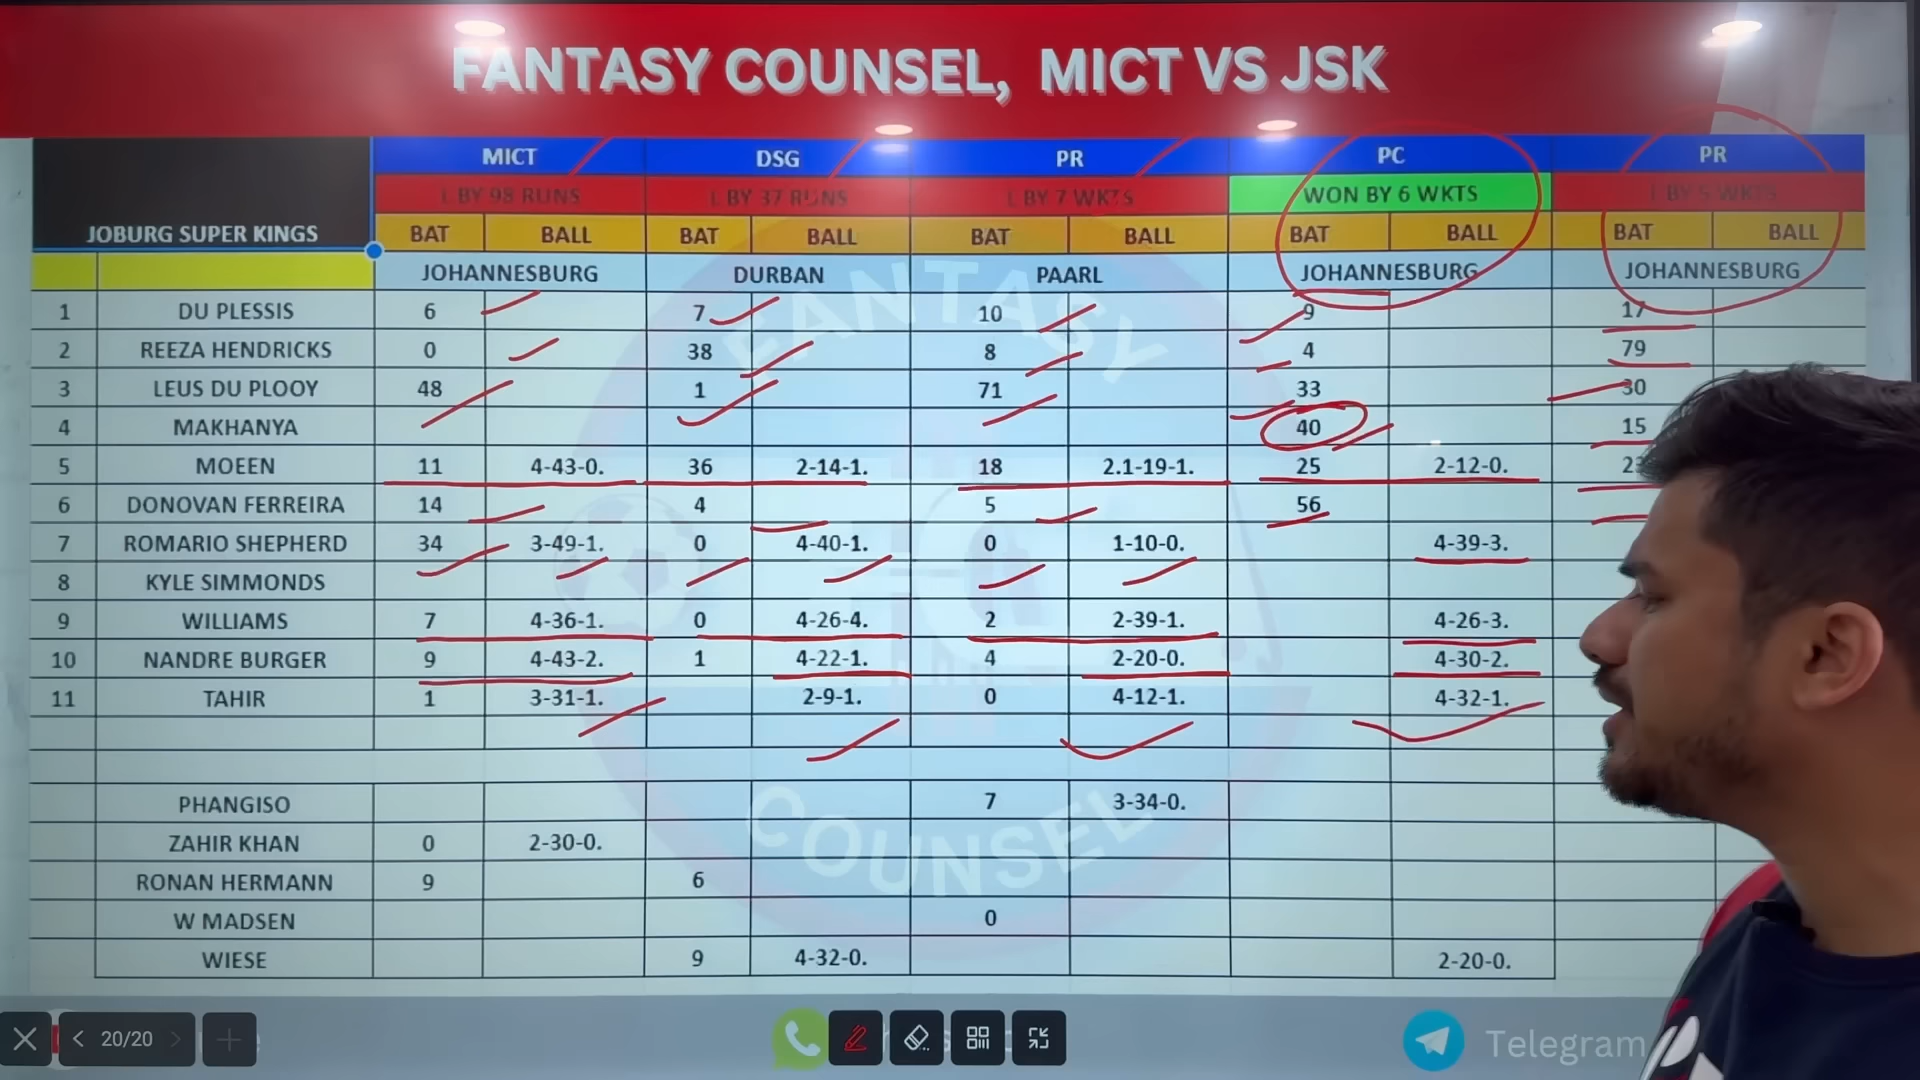 FANTASY COUNSEL, MICT VS JSK
MICT DSG PR PC PR
L BY 98 RUNS L BY 37 RUNS L BY 7 WKTS WON BY 6 WKTS L BY 5 WKTS
JOBURG SUPER KINGS BAT BALL BAT BALL BAT BALL BAT BALL BAT BALL
JOHANNESBURG DURBAN PAARL JOHANNESBURG JOHANNESBURG
1 DU PLESSIS 6 7 10 9 17
2 REEZA HENDRICKS 0 38 8 4 79
3 LEUS DU PLOOY 48 1 71 33 30
4 MAKHANYA 40 15
5 MOEEN 11 4-43-0. 36 2-14-1. 18 2.1-19-1. 25 2-12-0.
6 DONOVAN FERREIRA 14 4 5 56
7 ROMARIO SHEPHERD 34 3-49-1. 0 4-40-1. 0 1-10-0. 4-39-3.
8 KYLE SIMMONDS
9 WILLIAMS 7 4-36-1. 0 4-26-4. 2 2-39-1. 4-26-3.
10 NANDRE BURGER 9 4-43-2. 1 4-22-1. 4 2-20-0. 4-30-2.
11 TAHIR 1 3-31-1. 2-9-1. 0 4-12-1. 4-32-1.
PHANGISO 7 3-34-0.
ZAHIR KHAN 0 2-30-0.
RONAN HERMANN 9 6
W MADSEN 0
WIESE 9 4-32-0. 2-20-0.
FANTASY
COUNSEL
20/20
Telegram